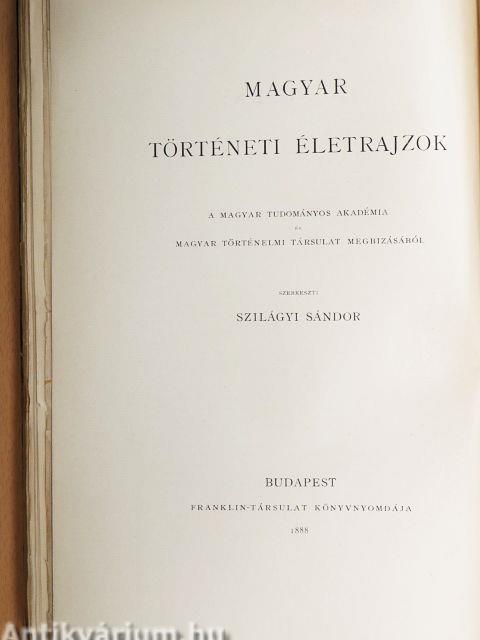 MAGYAR
TÖRTÉNETI ÉLETRAJZOK
A MAGYAR TUDOMÁNYOS AKADÉMIA
ÉS
MAGYAR TÖRTÉNELMI TÁRSULAT MEGBIZÁSÁBÓL
SZERKESZTI
SZILÁGYI SÁNDOR
BUDAPEST
FRANKLIN-TÁRSULAT KÖNYVNYOMDÁJA
1888
Antikvárium.hu